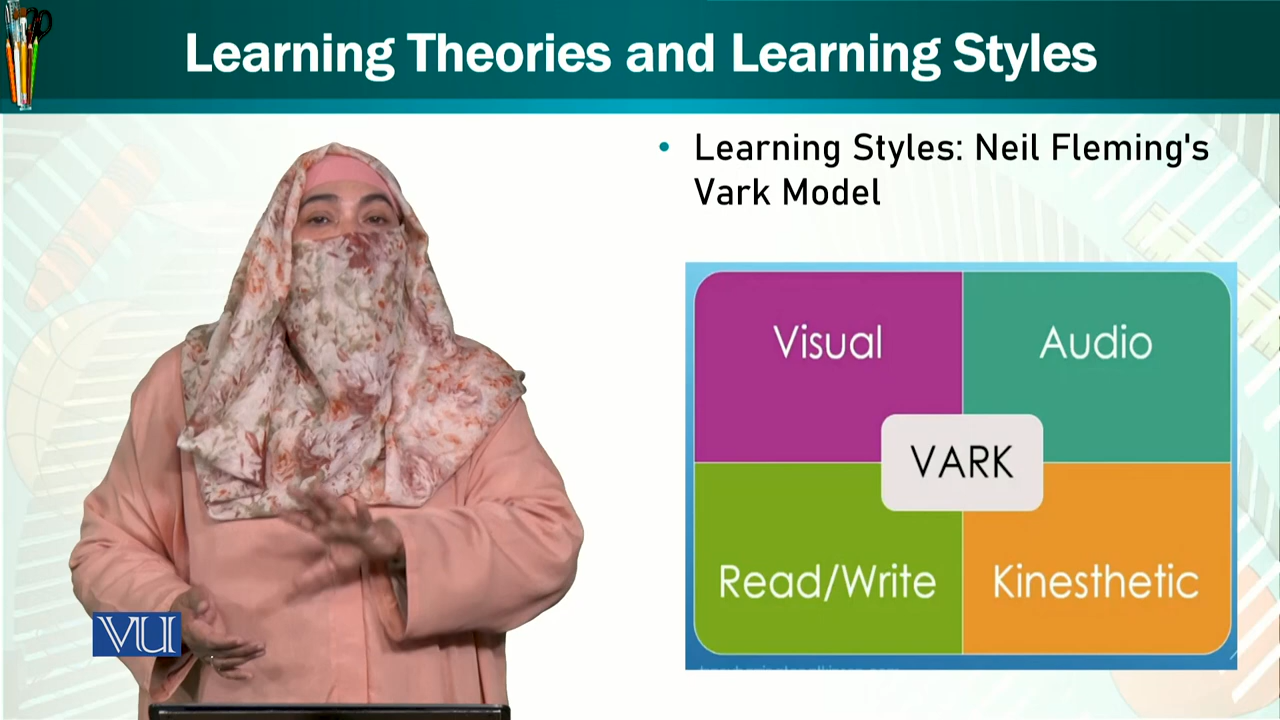 Learning Theories and Learning Styles
• Learning Styles: Neil Fleming's
Vark Model
Visual
Audio
VARK
Read/Write
Kinesthetic
VU